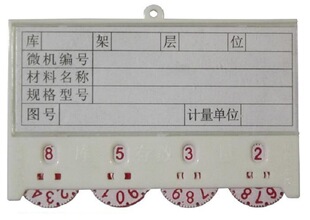 库 架 层 位
微机编号
材料名称
规格型号
图号 计量单位
8 5 3 2